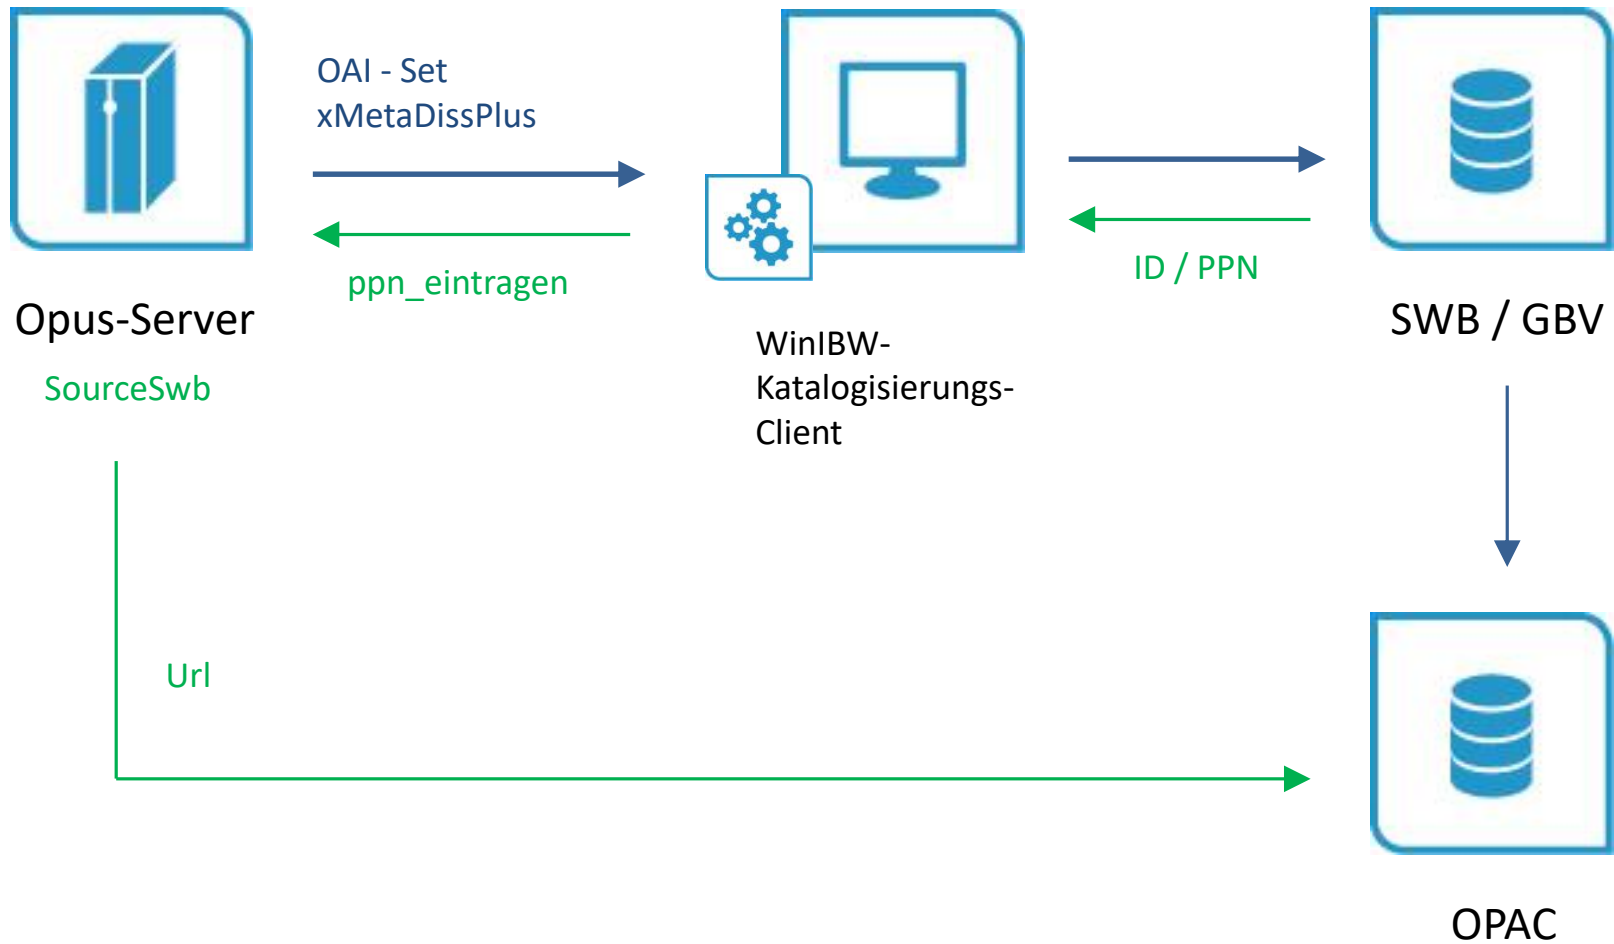 OAI - Set
xMetaDissPlus
ppn_eintragen
ID / PPN
Opus-Server
SourceSwb
WinIBW-
Katalogisierungs-
Client
SWB / GBV
Url
OPAC